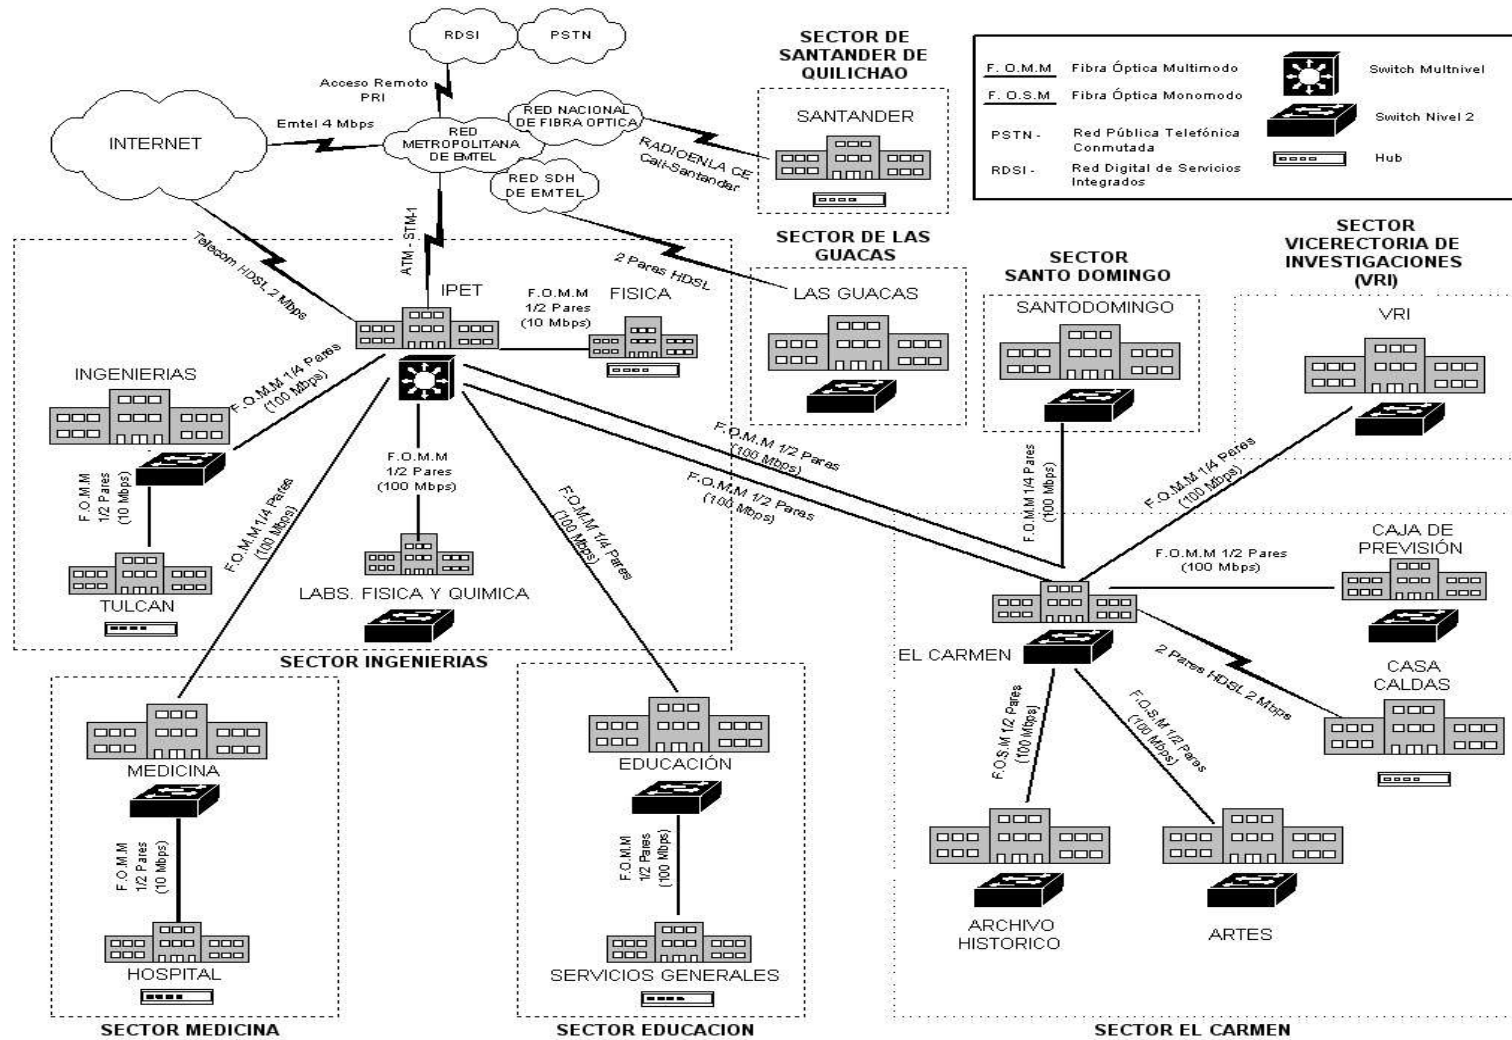 RDSI
PSTN
Acceso Remoto
PRI
INTERNET
Emtel 4 Mbps
RED
METROPOLITANA
DE EMTEL
RED NACIONAL
DE FIBRA OPTICA
RED SDH
DE EMTEL
RADIOENLA CE
Cali-Santander
SECTOR DE
SANTANDER DE
QUILICHAO
SANTANDER
F. O.M.M Fibra Óptica Multimodo
F. O.S.M Fibra Óptica Monomodo
PSTN - Red Pública Telefónica
Conmutada
RDSI - Red Digital de Servicios
Integrados
Switch Multnivel
Switch Nivel 2
Hub
Telecom HDSL 2 Mbps
ATM - STM-1
2 Pares HDSL
SECTOR DE LAS
GUACAS
LAS GUACAS
SECTOR
SANTO DOMINGO
SANTODOMINGO
SECTOR
VICERECTORIA DE
INVESTIGACIONES
(VRI)
VRI
IPET
F.O.M.M
1/2 Pares
(10 Mbps)
FISICA
INGENIERIAS
F.O.M.M 1/4 Pares
(100 Mbps)
F.O.M.M
1/2 Pares
(10 Mbps)
TULCAN
F.O.M.M 1/4 Pares
(100 Mbps)
F.O.M.M
1/2 Pares
(100 Mbps)
LABS. FISICA Y QUIMICA
F.O.M.M 1/4 Pares
(100 Mbps)
F.O.M.M 1/2 Pares
(100 Mbps)
F.O.M.M 1/2 Pares
(100 Mbps)
F.O.M.M 1/4 Pares
(100 Mbps)
F.O.M.M 1/4 Pares
(100 Mbps)
SECTOR INGENIERIAS
CAJA DE
PREVISIÓN
F.O.M.M 1/2 Pares
(100 Mbps)
EL CARMEN
2 Pares HDSL 2 Mbps
CASA
CALDAS
F.O.S.M 1/2 Pares
(100 Mbps)
F.O.S.M 1/2 Pares
(100 Mbps)
ARCHIVO
HISTORICO
ARTES
SECTOR EL CARMEN
MEDICINA
F.O.M.M
1/2 Pares
(10 Mbps)
HOSPITAL
SECTOR MEDICINA
EDUCACIÓN
F.O.M.M
1/2 Pares
(100 Mbps)
SERVICIOS GENERALES
SECTOR EDUCACION